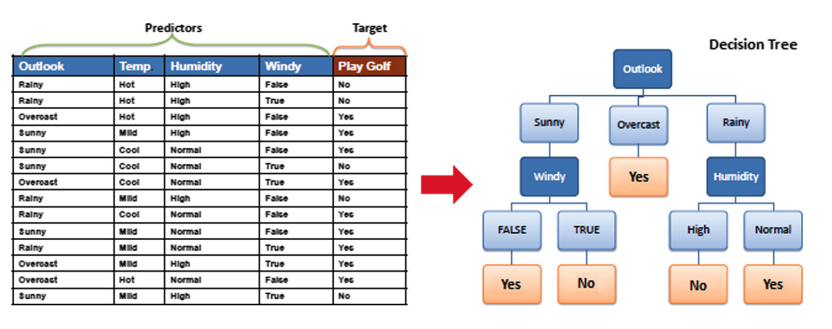 Predictors Target
Outlook Temp Humidity Windy Play Golf
Rainy Hot High False No
Rainy Hot High True No
Overoast Hot High False Yes
Sunny Mild High False Yes
Sunny Cool Normal False Yes
Sunny Cool Normal True No
Overoast Cool Normal True Yes
Rainy Mild High False No
Rainy Cool Normal False Yes
Sunny Mild Normal False Yes
Rainy Mild Normal True Yes
Overoast Mild High True Yes
Overoast Hot Normal False Yes
Sunny Mild High True No
Decision Tree
Outlook
Sunny Overcast Rainy
Windy Yes Humidity
FALSE TRUE High Normal
Yes No No Yes